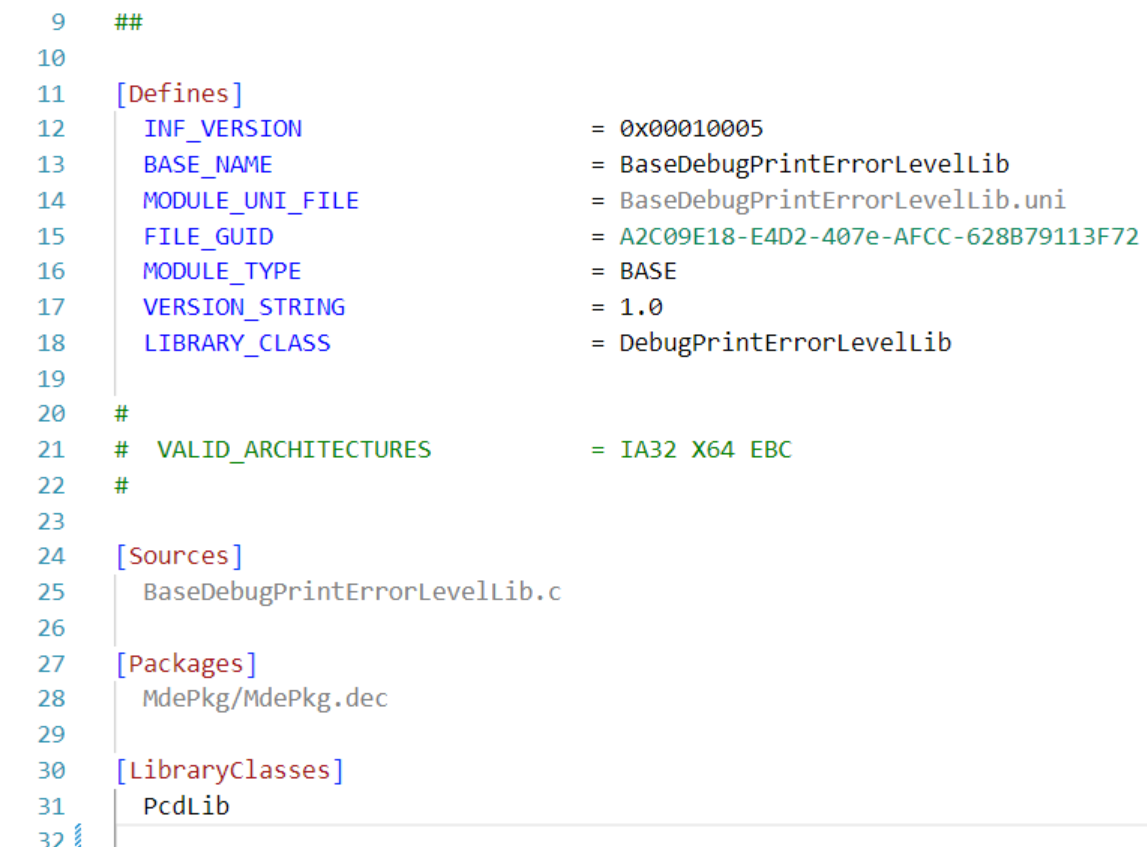 9 ##
10
11 [Defines]
12 INF_VERSION = 0x00010005
13 BASE_NAME = BaseDebugPrintErrorLevelLib
14 MODULE_UNI_FILE = BaseDebugPrintErrorLevelLib.uni
15 FILE_GUID = A2C09E18-E4D2-407e-AFCC-628B79113F72
16 MODULE_TYPE = BASE
17 VERSION_STRING = 1.0
18 LIBRARY_CLASS = DebugPrintErrorLevelLib
19
20 #
21 # VALID_ARCHITECTURES = IA32 X64 EBC
22 #
23
24 [Sources]
25 BaseDebugPrintErrorLevelLib.c
26
27 [Packages]
28 MdePkg/MdePkg.dec
29
30 [LibraryClasses]
31 PcdLib
32